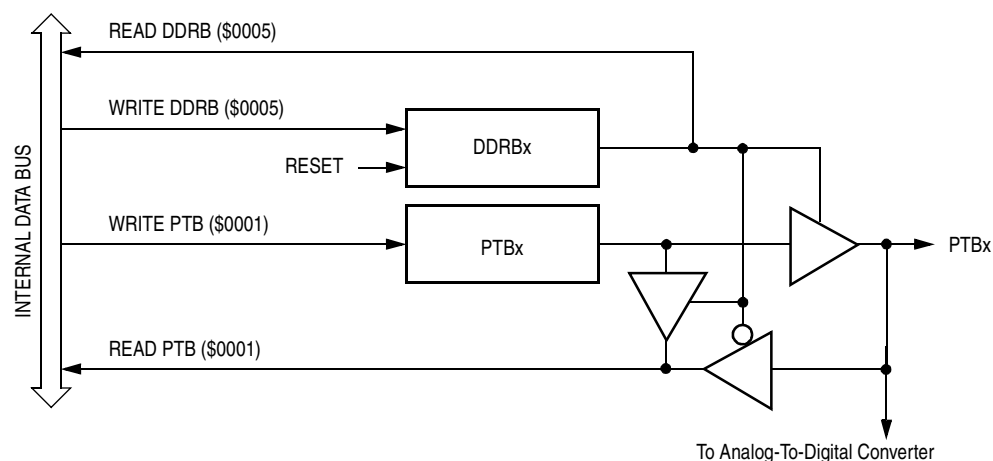 READ DDRB ($0005)
WRITE DDRB ($0005)
DDRBx
RESET
INTERNAL DATA BUS
WRITE PTB ($0001)
PTBx
PTBx
READ PTB ($0001)
To Analog-To-Digital Converter